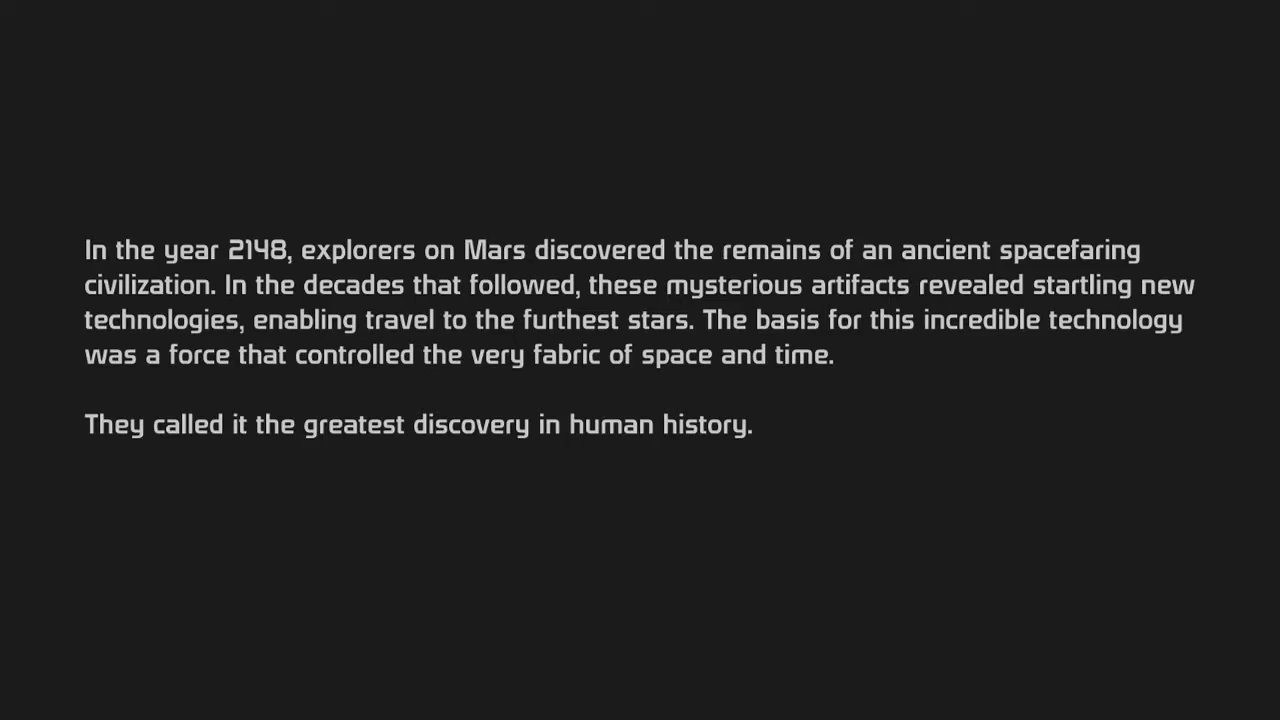 In the year 2148, explorers on Mars discovered the remains of an ancient spacefaring
civilization. In the decades that followed, these mysterious artifacts revealed startling new
technologies, enabling travel to the furthest stars. The basis for this incredible technology
was a force that controlled the very fabric of space and time.
They called it the greatest discovery in human history.